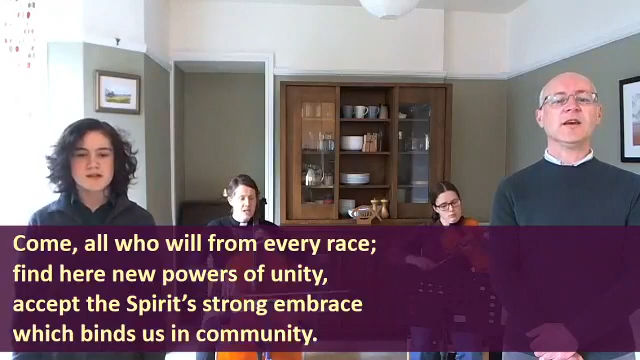 Come, all who will from every race;
find here new powers of unity,
accept the Spirit's strong embrace
which binds us in community.